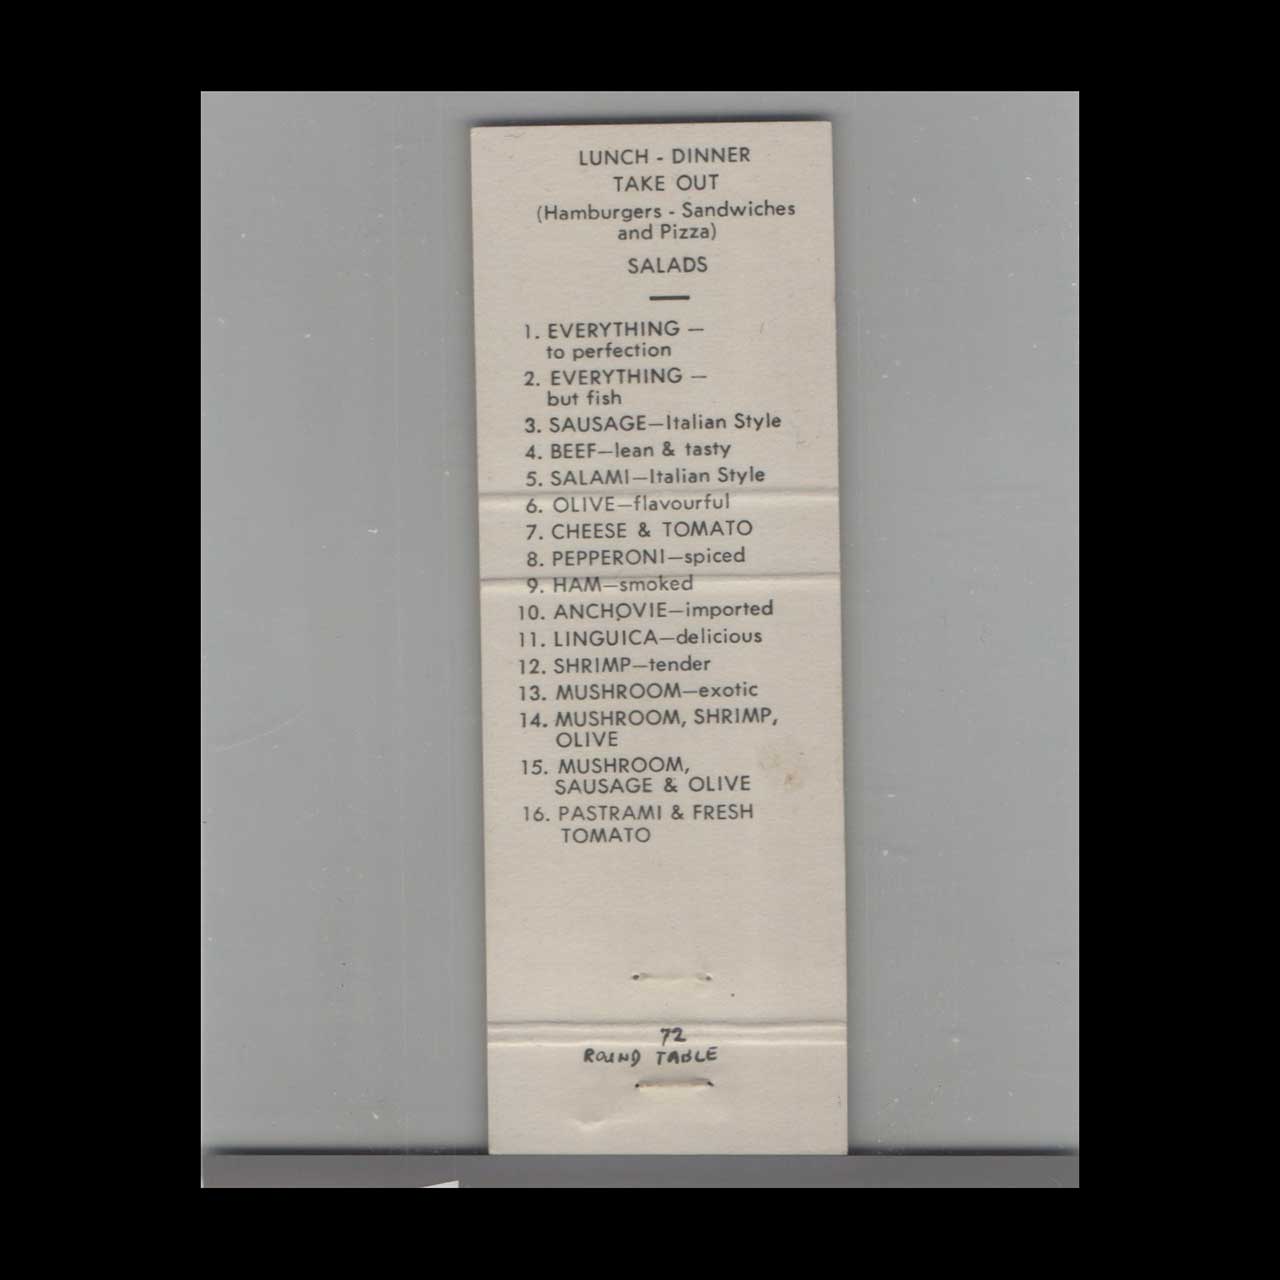 LUNCH - DINNER
TAKE OUT
(Hamburgers - Sandwiches
and Pizza)
SALADS
1. EVERYTHING —
to perfection
2. EVERYTHING —
but fish
3. SAUSAGE—Italian Style
4. BEEF—lean & tasty
5. SALAMI—Italian Style
6. OLIVE—flavourful
7. CHEESE & TOMATO
8. PEPPERONI—spiced
9. HAM—smoked
10. ANCHOVIE—imported
11. LINGUICA—delicious
12. SHRIMP—tender
13. MUSHROOM—exotic
14. MUSHROOM, SHRIMP,
OLIVE
15. MUSHROOM,
SAUSAGE & OLIVE
16. PASTRAMI & FRESH
TOMATO
72
ROUND TABLE